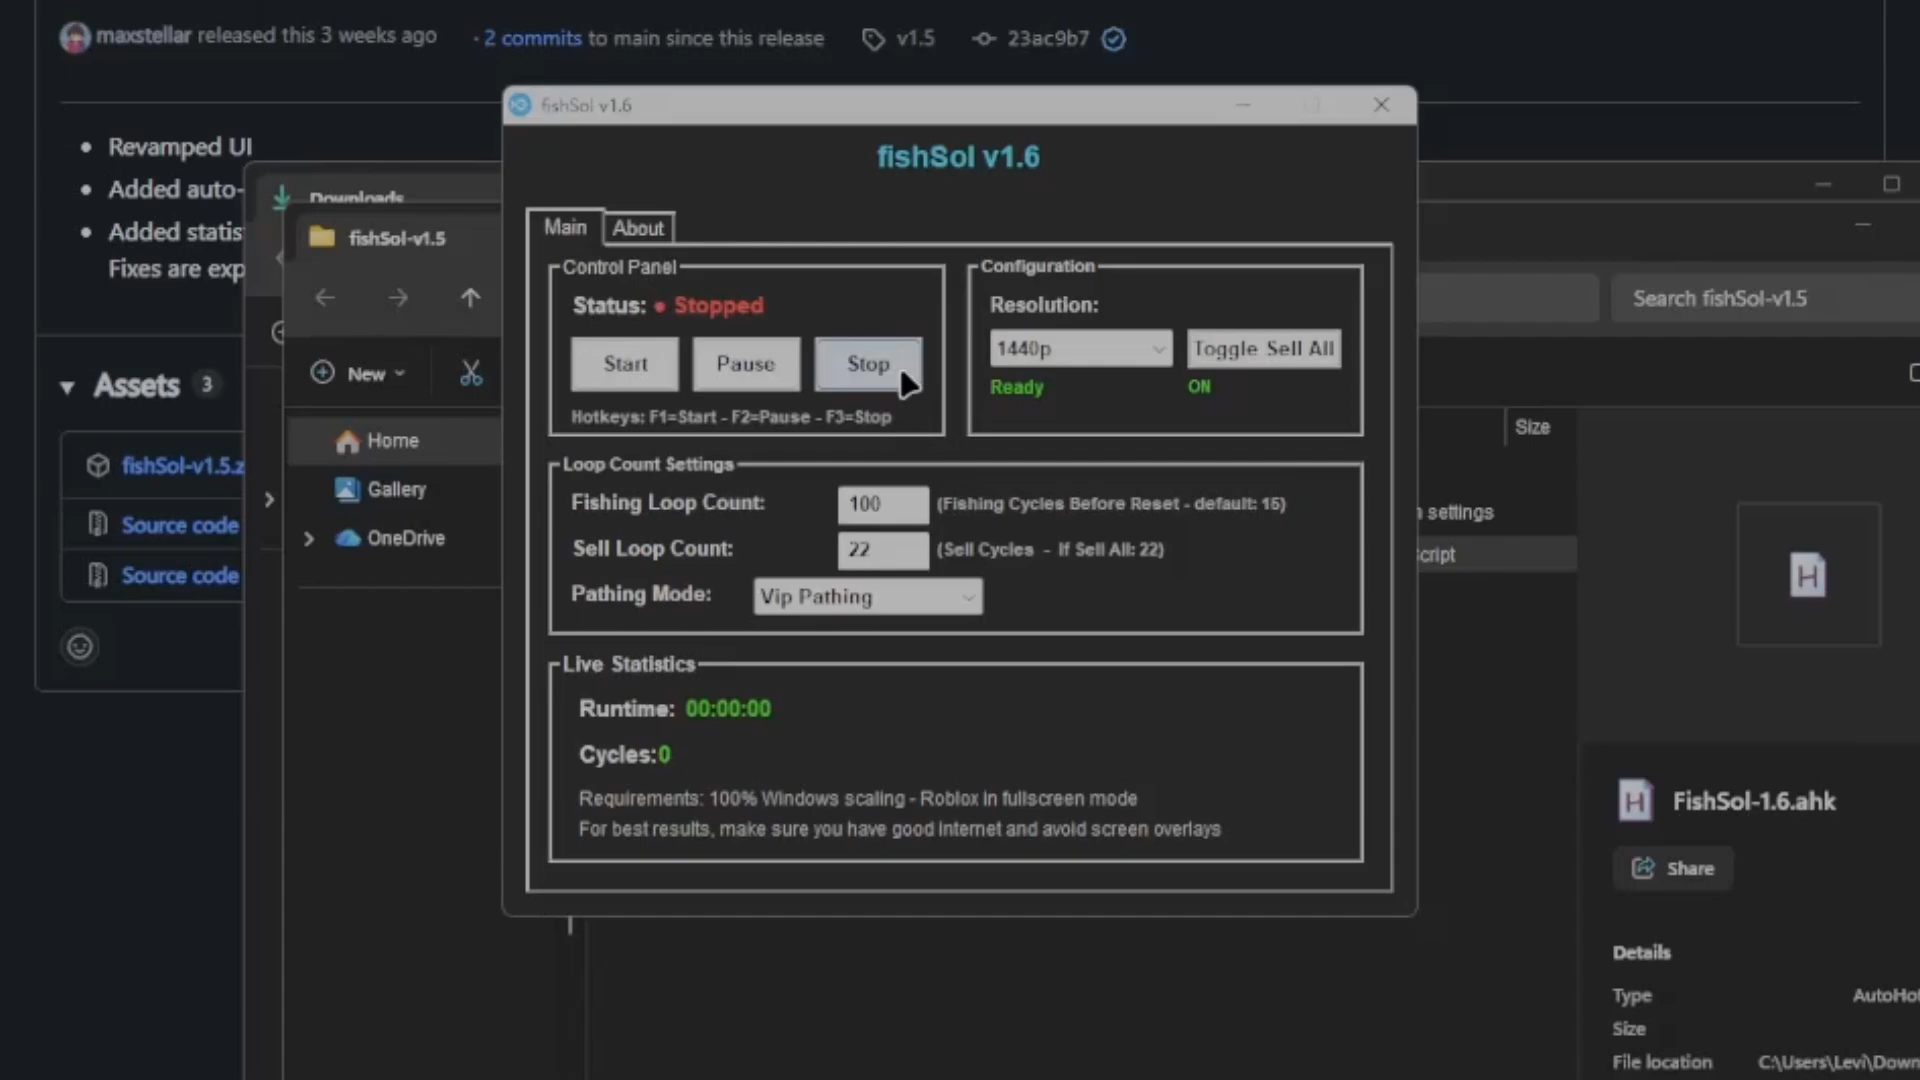 maxstellar released this 3 weeks ago · 2 commits to main since this release v1.5 23ac9b7
Revamped UI
Added auto-
Added statis
Fixes are exp
Assets 3
fishSol-v1.5.z
Source code
Source code
Downloads
fishSol-v1.5
Search fishSol-v1.5
New
Home
Gallery
OneDrive
fishSol v1.6
fishSol v1.6
Main About
Control Panel
Status: • Stopped
Start Pause Stop
Hotkeys: F1=Start - F2=Pause - F3=Stop
Configuration
Resolution:
1440p Toggle Sell All
Ready ON
Loop Count Settings
Fishing Loop Count: 100 (Fishing Cycles Before Reset - default: 15)
Sell Loop Count: 22 (Sell Cycles - If Sell All: 22)
Pathing Mode: Vip Pathing
Live Statistics
Runtime: 00:00:00
Cycles:0
Requirements: 100% Windows scaling - Roblox in fullscreen mode
For best results, make sure you have good internet and avoid screen overlays
Size
settings
cript
H
FishSol-1.6.ahk
Share
Details
Type AutoHot
Size
File location C:\Users\Levi\Down